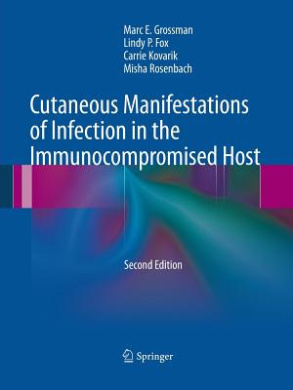 Marc E. Grossman
Lindy P. Fox
Carrie Kovarik
Misha Rosenbach
Cutaneous Manifestations
of Infection in the
Immunocompromised Host
Second Edition
Springer